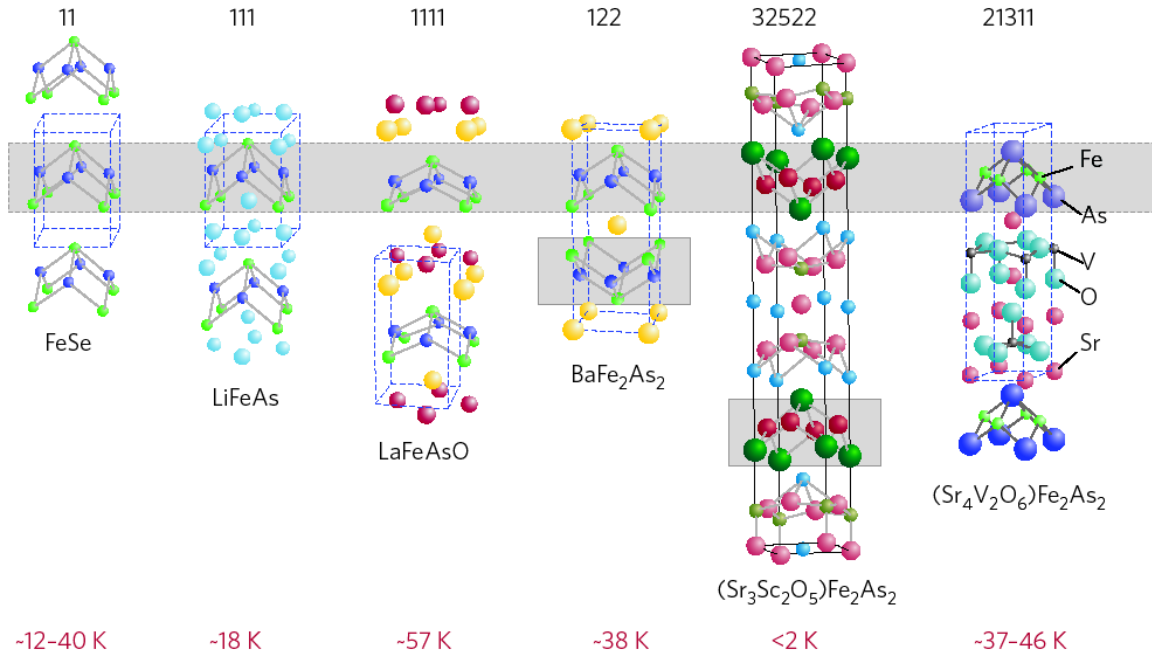 11 111 1111 122 32522 21311
Fe
As
V
O
Sr
FeSe
LiFeAs
LaFeAsO
BaFe₂As₂
(Sr₃Sc₂O₅)Fe₂As₂
(Sr₄V₂O₆)Fe₂As₂
~12–40 K ~18 K ~57 K ~38 K <2 K ~37–46 K